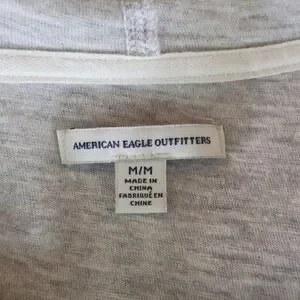 AMERICAN EAGLE OUTFITTERS
M/M
MADE IN
CHINA
FABRIQUÉ EN
CHINE